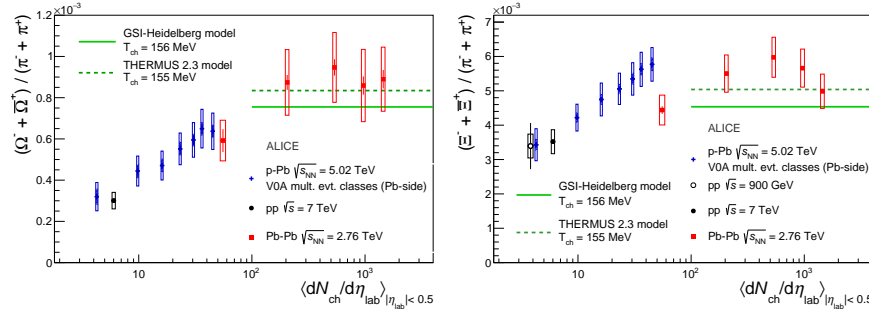 ×10⁻³
(Ω⁻ + Ω̅⁺) / (π⁻ + π⁺)
1.4
1.2
1
0.8
0.6
0.4
0.2
0
GSI-Heidelberg model
T_ch = 156 MeV
THERMUS 2.3 model
T_ch = 155 MeV
ALICE
p-Pb √s_NN = 5.02 TeV
V0A mult. evt. classes (Pb-side)
pp √s = 7 TeV
Pb-Pb √s_NN = 2.76 TeV
10 10² 10³
⟨dN_ch/dη_lab⟩_|η_lab|< 0.5
×10⁻³
(Ξ⁻ + Ξ̅⁺) / (π⁻ + π⁺)
7
6
5
4
3
2
1
0
ALICE
p-Pb √s_NN = 5.02 TeV
V0A mult. evt. classes (Pb-side)
pp √s = 900 GeV
pp √s = 7 TeV
Pb-Pb √s_NN = 2.76 TeV
GSI-Heidelberg model
T_ch = 156 MeV
THERMUS 2.3 model
T_ch = 155 MeV
10 10² 10³
⟨dN_ch/dη_lab⟩_|η_lab|< 0.5